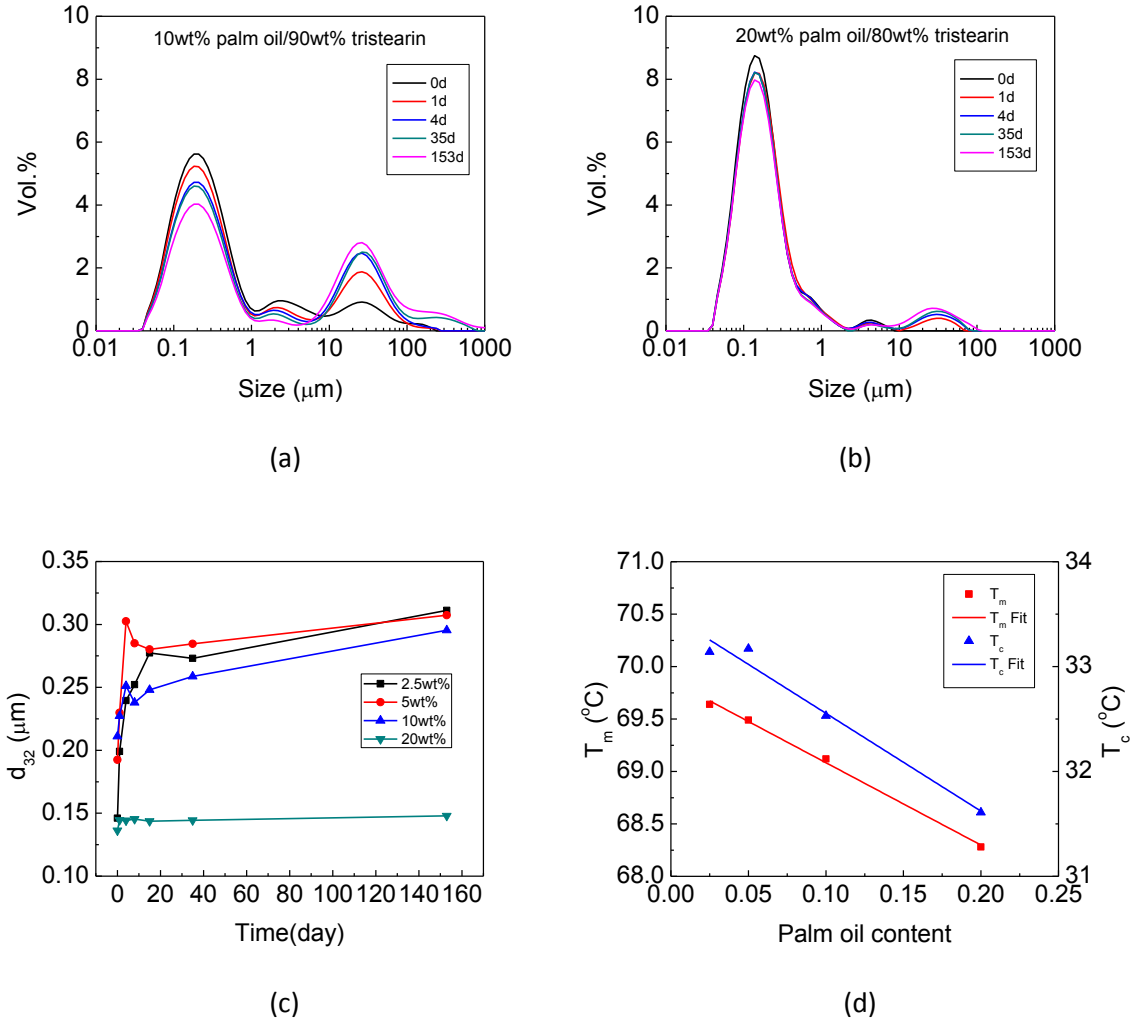 10wt% palm oil/90wt% tristearin
0d
1d
4d
35d
153d
Vol.%
10
8
6
4
2
0
0.01 0.1 1 10 100 1000
Size (μm)
(a)
20wt% palm oil/80wt% tristearin
0d
1d
4d
35d
153d
Vol.%
10
8
6
4
2
0
0.01 0.1 1 10 100 1000
Size (μm)
(b)
0.35
0.30
0.25
0.20
0.15
0.10
d32 (μm)
2.5wt%
5wt%
10wt%
20wt%
0 20 40 60 80 100 120 140 160
Time(day)
(c)
71.0
70.5
70.0
69.5
69.0
68.5
68.0
Tm (°C)
Tm
Tm Fit
Tc
Tc Fit
34
33
32
31
Tc (°C)
0.00 0.05 0.10 0.15 0.20 0.25
Palm oil content
(d)